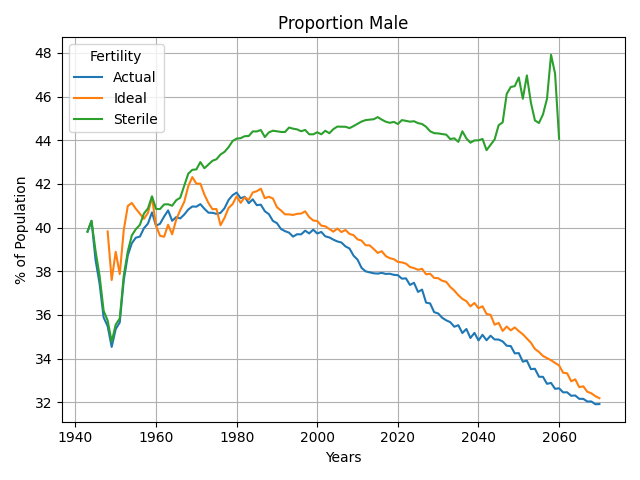 Proportion Male
Fertility
Actual
Ideal
Sterile
% of Population
48
46
44
42
40
38
36
34
32
1940
1960
1980
2000
2020
2040
2060
Years